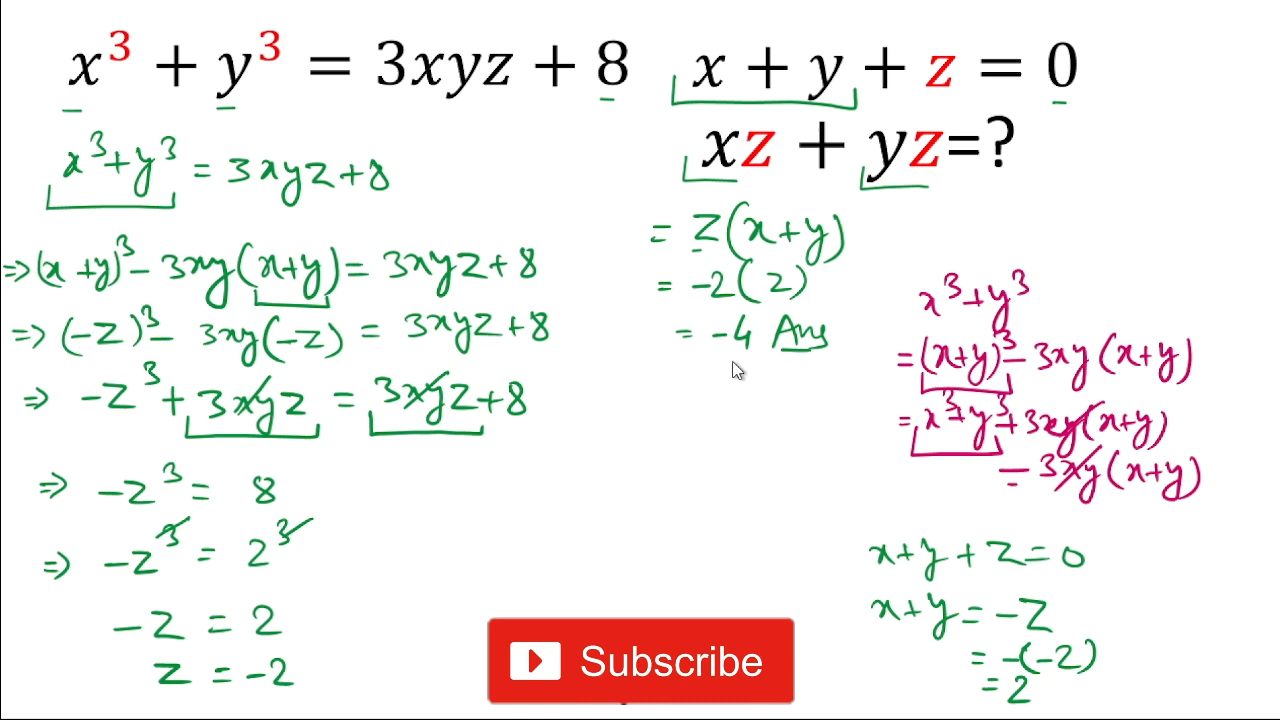 x³ + y³ = 3xyz + 8
x + y + z = 0
xz + yz=?
x³+y³ = 3xyz+8
⇒(x+y)³− 3xy(x+y)= 3xyz+8
⇒(−z)³− 3xy(−z) = 3xyz+8
⇒ −z³+3xyz = 3xyz+8
⇒ −z³ = 8
⇒ −z³ = 2³
−z = 2
z = −2
= z(x+y)
= −2(2)
= −4 Ans
x³+y³
=(x+y)³−3xy(x+y)
= x³+y³+3xy(x+y)
−3xy(x+y)
x+y+z=0
x+y=−z
=−(−2)
=2
Subscribe